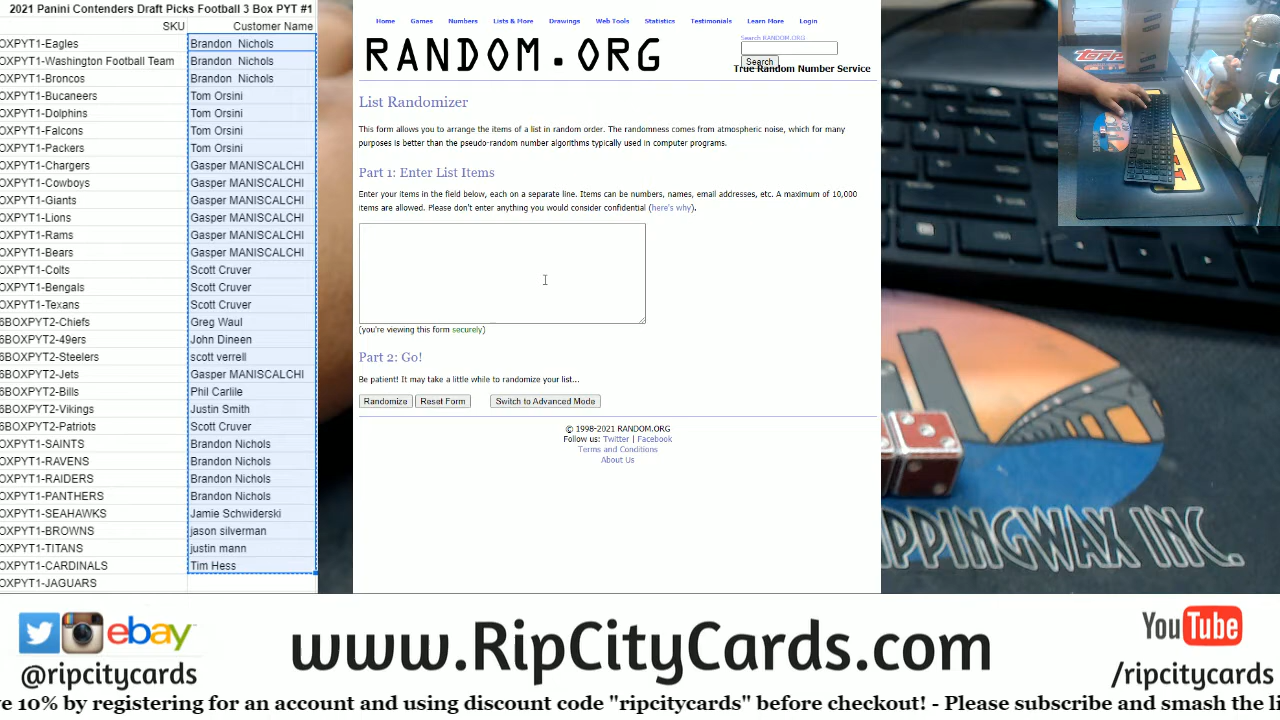 2021 Panini Contenders Draft Picks Football 3 Box PYT #1
SKU Customer Name
OXPYT1-Eagles Brandon Nichols
OXPYT1-Washington Football Team Brandon Nichols
OXPYT1-Broncos Brandon Nichols
OXPYT1-Bucaneers Tom Orsini
OXPYT1-Dolphins Tom Orsini
OXPYT1-Falcons Tom Orsini
OXPYT1-Packers Tom Orsini
OXPYT1-Chargers Gasper MANISCALCHI
OXPYT1-Cowboys Gasper MANISCALCHI
OXPYT1-Giants Gasper MANISCALCHI
OXPYT1-Lions Gasper MANISCALCHI
OXPYT1-Rams Gasper MANISCALCHI
OXPYT1-Bears Gasper MANISCALCHI
OXPYT1-Colts Scott Cruver
OXPYT1-Bengals Scott Cruver
OXPYT1-Texans Scott Cruver
6BOXPYT2-Chiefs Greg Waul
6BOXPYT2-49ers John Dineen
6BOXPYT2-Steelers scott verrell
6BOXPYT2-Jets Gasper MANISCALCHI
6BOXPYT2-Bills Phil Carlile
6BOXPYT2-Vikings Justin Smith
6BOXPYT2-Patriots Scott Cruver
OXPYT1-SAINTS Brandon Nichols
OXPYT1-RAVENS Brandon Nichols
OXPYT1-RAIDERS Brandon Nichols
OXPYT1-PANTHERS Brandon Nichols
OXPYT1-SEAHAWKS Jamie Schwiderski
OXPYT1-BROWNS jason silverman
OXPYT1-TITANS justin mann
OXPYT1-CARDINALS Tim Hess
OXPYT1-JAGUARS
Home Games Numbers Lists & More Drawings Web Tools Statistics Testimonials Learn More Login
RANDOM.ORG
Search RANDOM.ORG
Search
True Random Number Service
List Randomizer
This form allows you to arrange the items of a list in random order. The randomness comes from atmospheric noise, which for many
purposes is better than the pseudo-random number algorithms typically used in computer programs.
Part 1: Enter List Items
Enter your items in the field below, each on a separate line. Items can be numbers, names, email addresses, etc. A maximum of 10,000
items are allowed. Please don't enter anything you would consider confidential (here's why).
(you're viewing this form securely)
Part 2: Go!
Be patient! It may take a little while to randomize your list...
Randomize Reset Form Switch to Advanced Mode
© 1998-2021 RANDOM.ORG
Follow us: Twitter | Facebook
Terms and Conditions
About Us
TOPPS
PPINGWAX INC.
ebay
@ripcitycards
www.RipCityCards.com
YouTube
/ripcitycards
e 10% by registering for an account and using discount code "ripcitycards" before checkout! - Please subscribe and smash the li